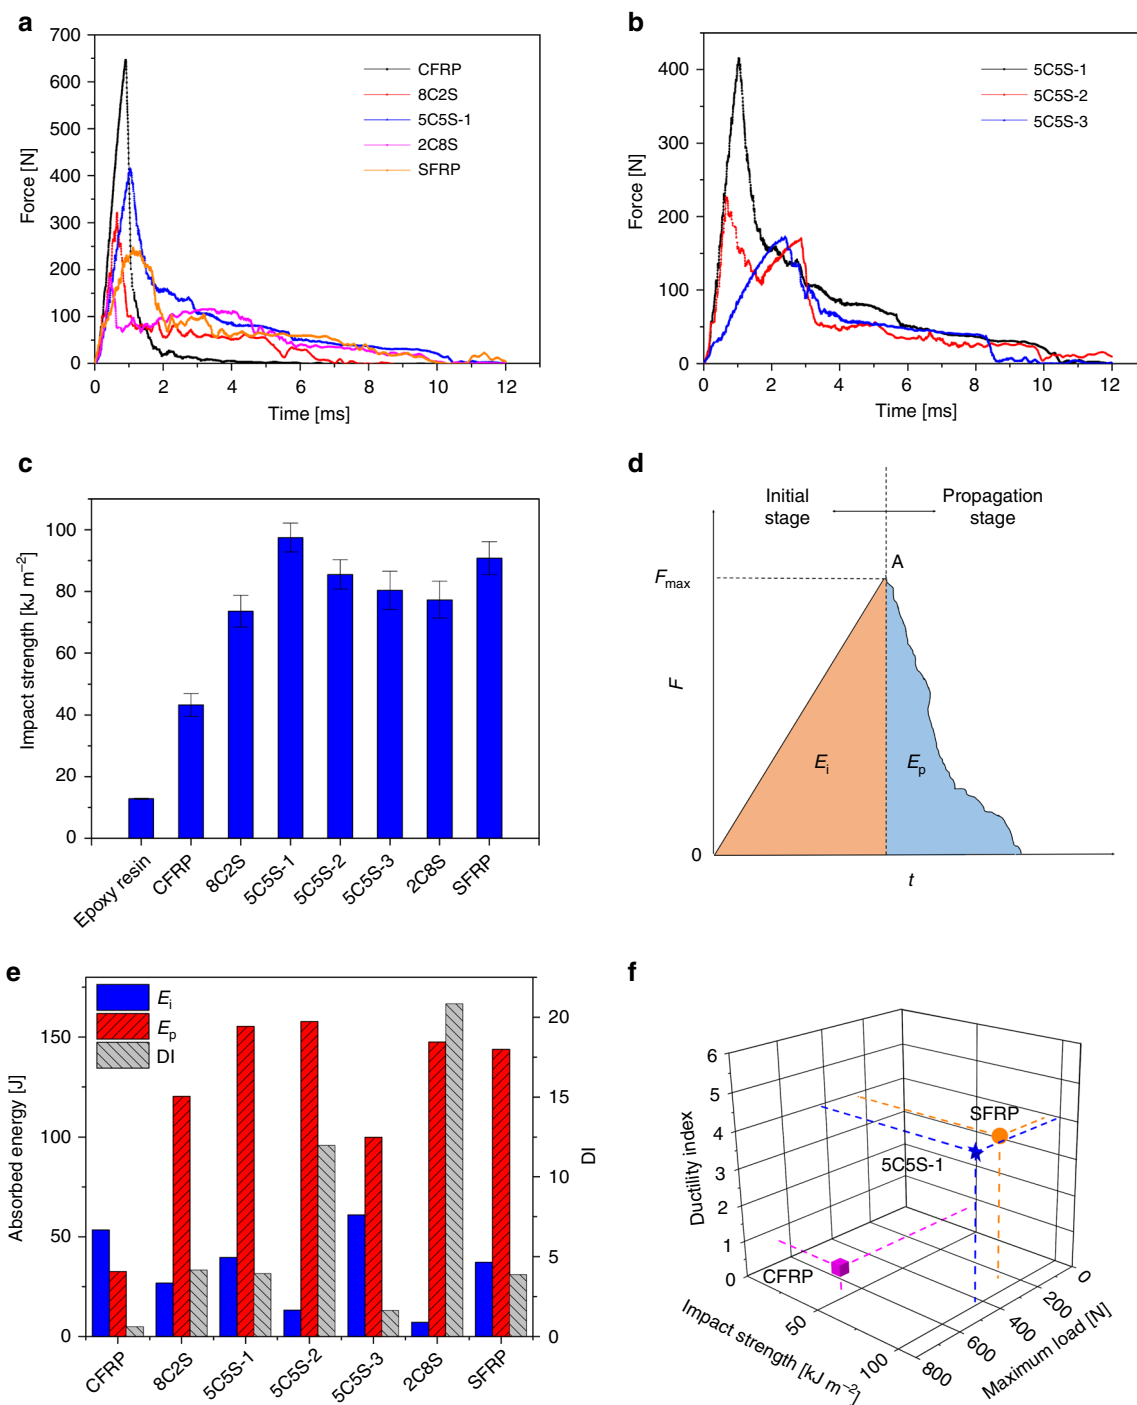 a
700
600
500
400
300
200
100
0
Force [N]
0 2 4 6 8 10 12
Time [ms]
CFRP
8C2S
5C5S-1
2C8S
SFRP
b
400
300
200
100
0
Force [N]
0 2 4 6 8 10 12
Time [ms]
5C5S-1
5C5S-2
5C5S-3
c
100
80
60
40
20
0
Impact strength [kJ m⁻²]
Epoxy resin
CFRP
8C2S
5C5S-1
5C5S-2
5C5S-3
2C8S
SFRP
d
Initial stage
Propagation stage
A
Fmax
F
Ei
Ep
0
t
e
Ei
Ep
DI
150
100
50
0
Absorbed energy [J]
20
15
10
5
0
DI
CFRP
8C2S
5C5S-1
5C5S-2
5C5S-3
2C8S
SFRP
f
6
5
4
3
2
1
0
Ductility index
SFRP
5C5S-1
CFRP
50
100
Impact strength [kJ m⁻²]
0
200
400
600
800
Maximum load [N]